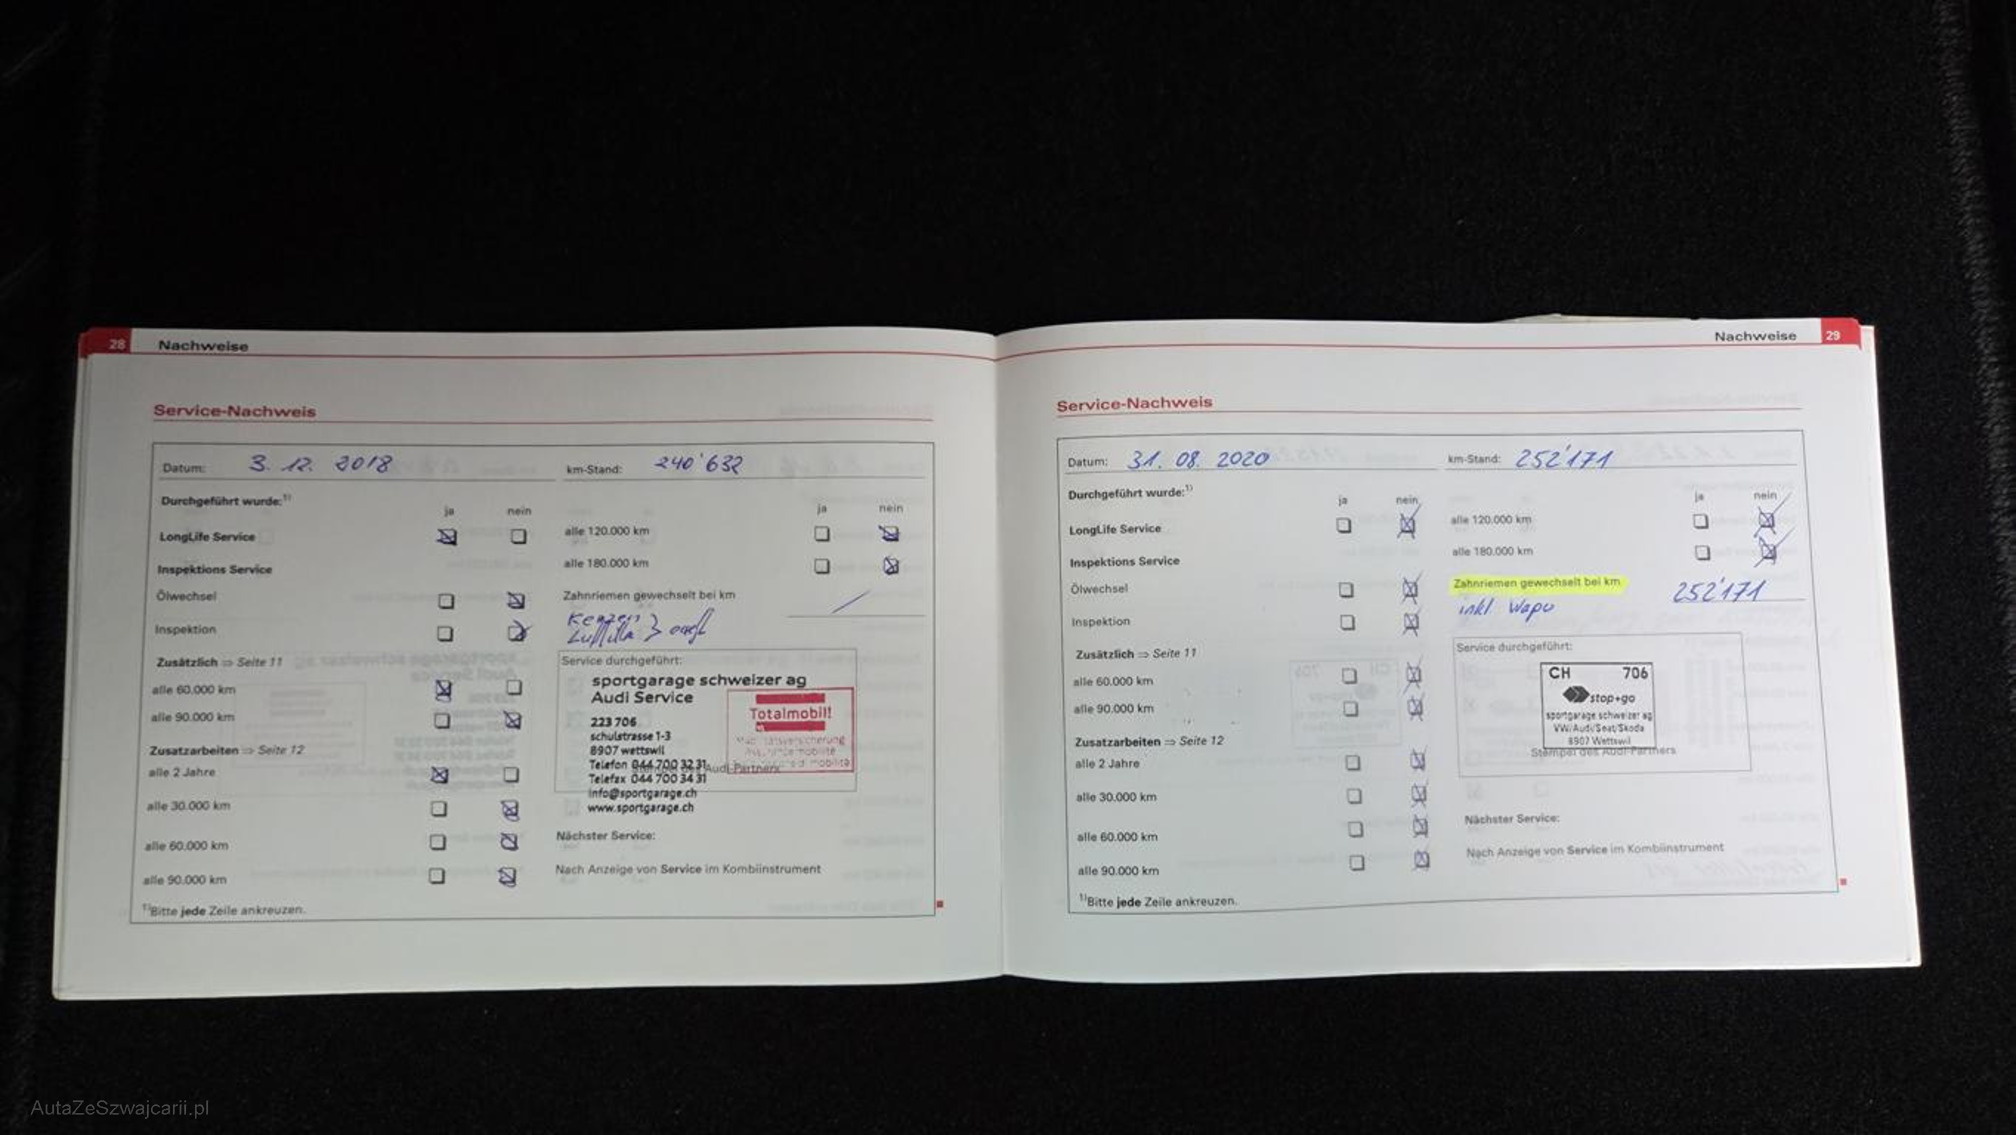 28 Nachweise
Service-Nachweis
Datum: 3. 12. 2018
km-Stand: 240'632
Durchgeführt wurde:1)
ja nein
LongLife Service
Inspektions Service
Ölwechsel
Inspektion
Zusätzlich ⇒ Seite 11
alle 60.000 km
alle 90.000 km
Zusatzarbeiten ⇒ Seite 12
alle 2 Jahre
alle 30.000 km
alle 60.000 km
alle 90.000 km
1)Bitte jede Zeile ankreuzen.
ja nein
alle 120.000 km
alle 180.000 km
Zahnriemen gewechselt bei km
Kerzen
Service durchgeführt:
sportgarage schweizer ag
Audi Service
223 706
schulstrasse 1-3
8907 wettswil
Telefon 044 700 32 31
Telefax 044 700 34 31
info@sportgarage.ch
www.sportgarage.ch
Totalmobil!
Audi-Partners
Nächster Service:
Nach Anzeige von Service im Kombiinstrument
Nachweise 29
Service-Nachweis
Datum: 31. 08. 2020
km-Stand: 252'171
Durchgeführt wurde:1)
ja nein
LongLife Service
Inspektions Service
Ölwechsel
Inspektion
Zusätzlich ⇒ Seite 11
alle 60.000 km
alle 90.000 km
Zusatzarbeiten ⇒ Seite 12
alle 2 Jahre
alle 30.000 km
alle 60.000 km
alle 90.000 km
1)Bitte jede Zeile ankreuzen.
ja nein
alle 120.000 km
alle 180.000 km
Zahnriemen gewechselt bei km 252'171
inkl Wapu
Service durchgeführt:
CH 706
stop+go
sportgarage schweizer ag
VW/Audi/Seat/Skoda
8907 Wettswil
Stempel des Audi-Partners
Nächster Service:
Nach Anzeige von Service im Kombiinstrument
AutaZeSzwajcarii.pl